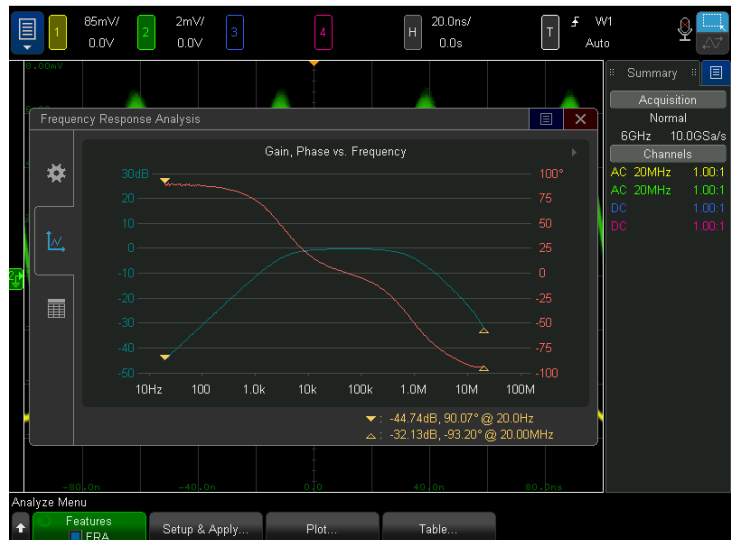 1 85mV/ 2 2mV/ 3 4 H 20.0ns/ T W1
0.0V 0.0V 0.0s Auto
8.00mV
Summary
Acquisition
Normal
6GHz 10.0GSa/s
Channels
AC 20MHz 1.00:1
AC 20MHz 1.00:1
DC 1.00:1
DC 1.00:1
Frequency Response Analysis
Gain, Phase vs. Frequency
30dB 100°
20 75
10 50
0 25
-10 0
-20 -25
-30 -50
-40 -75
-50 -100
10Hz 100 1.0k 10k 100k 1.0M 10M 100M
: -44.74dB, 90.07° @ 20.0Hz
: -32.13dB, -93.20° @ 20.00MHz
2
-80.0n -40.0n 0.0 40.0n 80.0ns
Analyze Menu
Features Setup & Apply... Plot... Table...
FRA